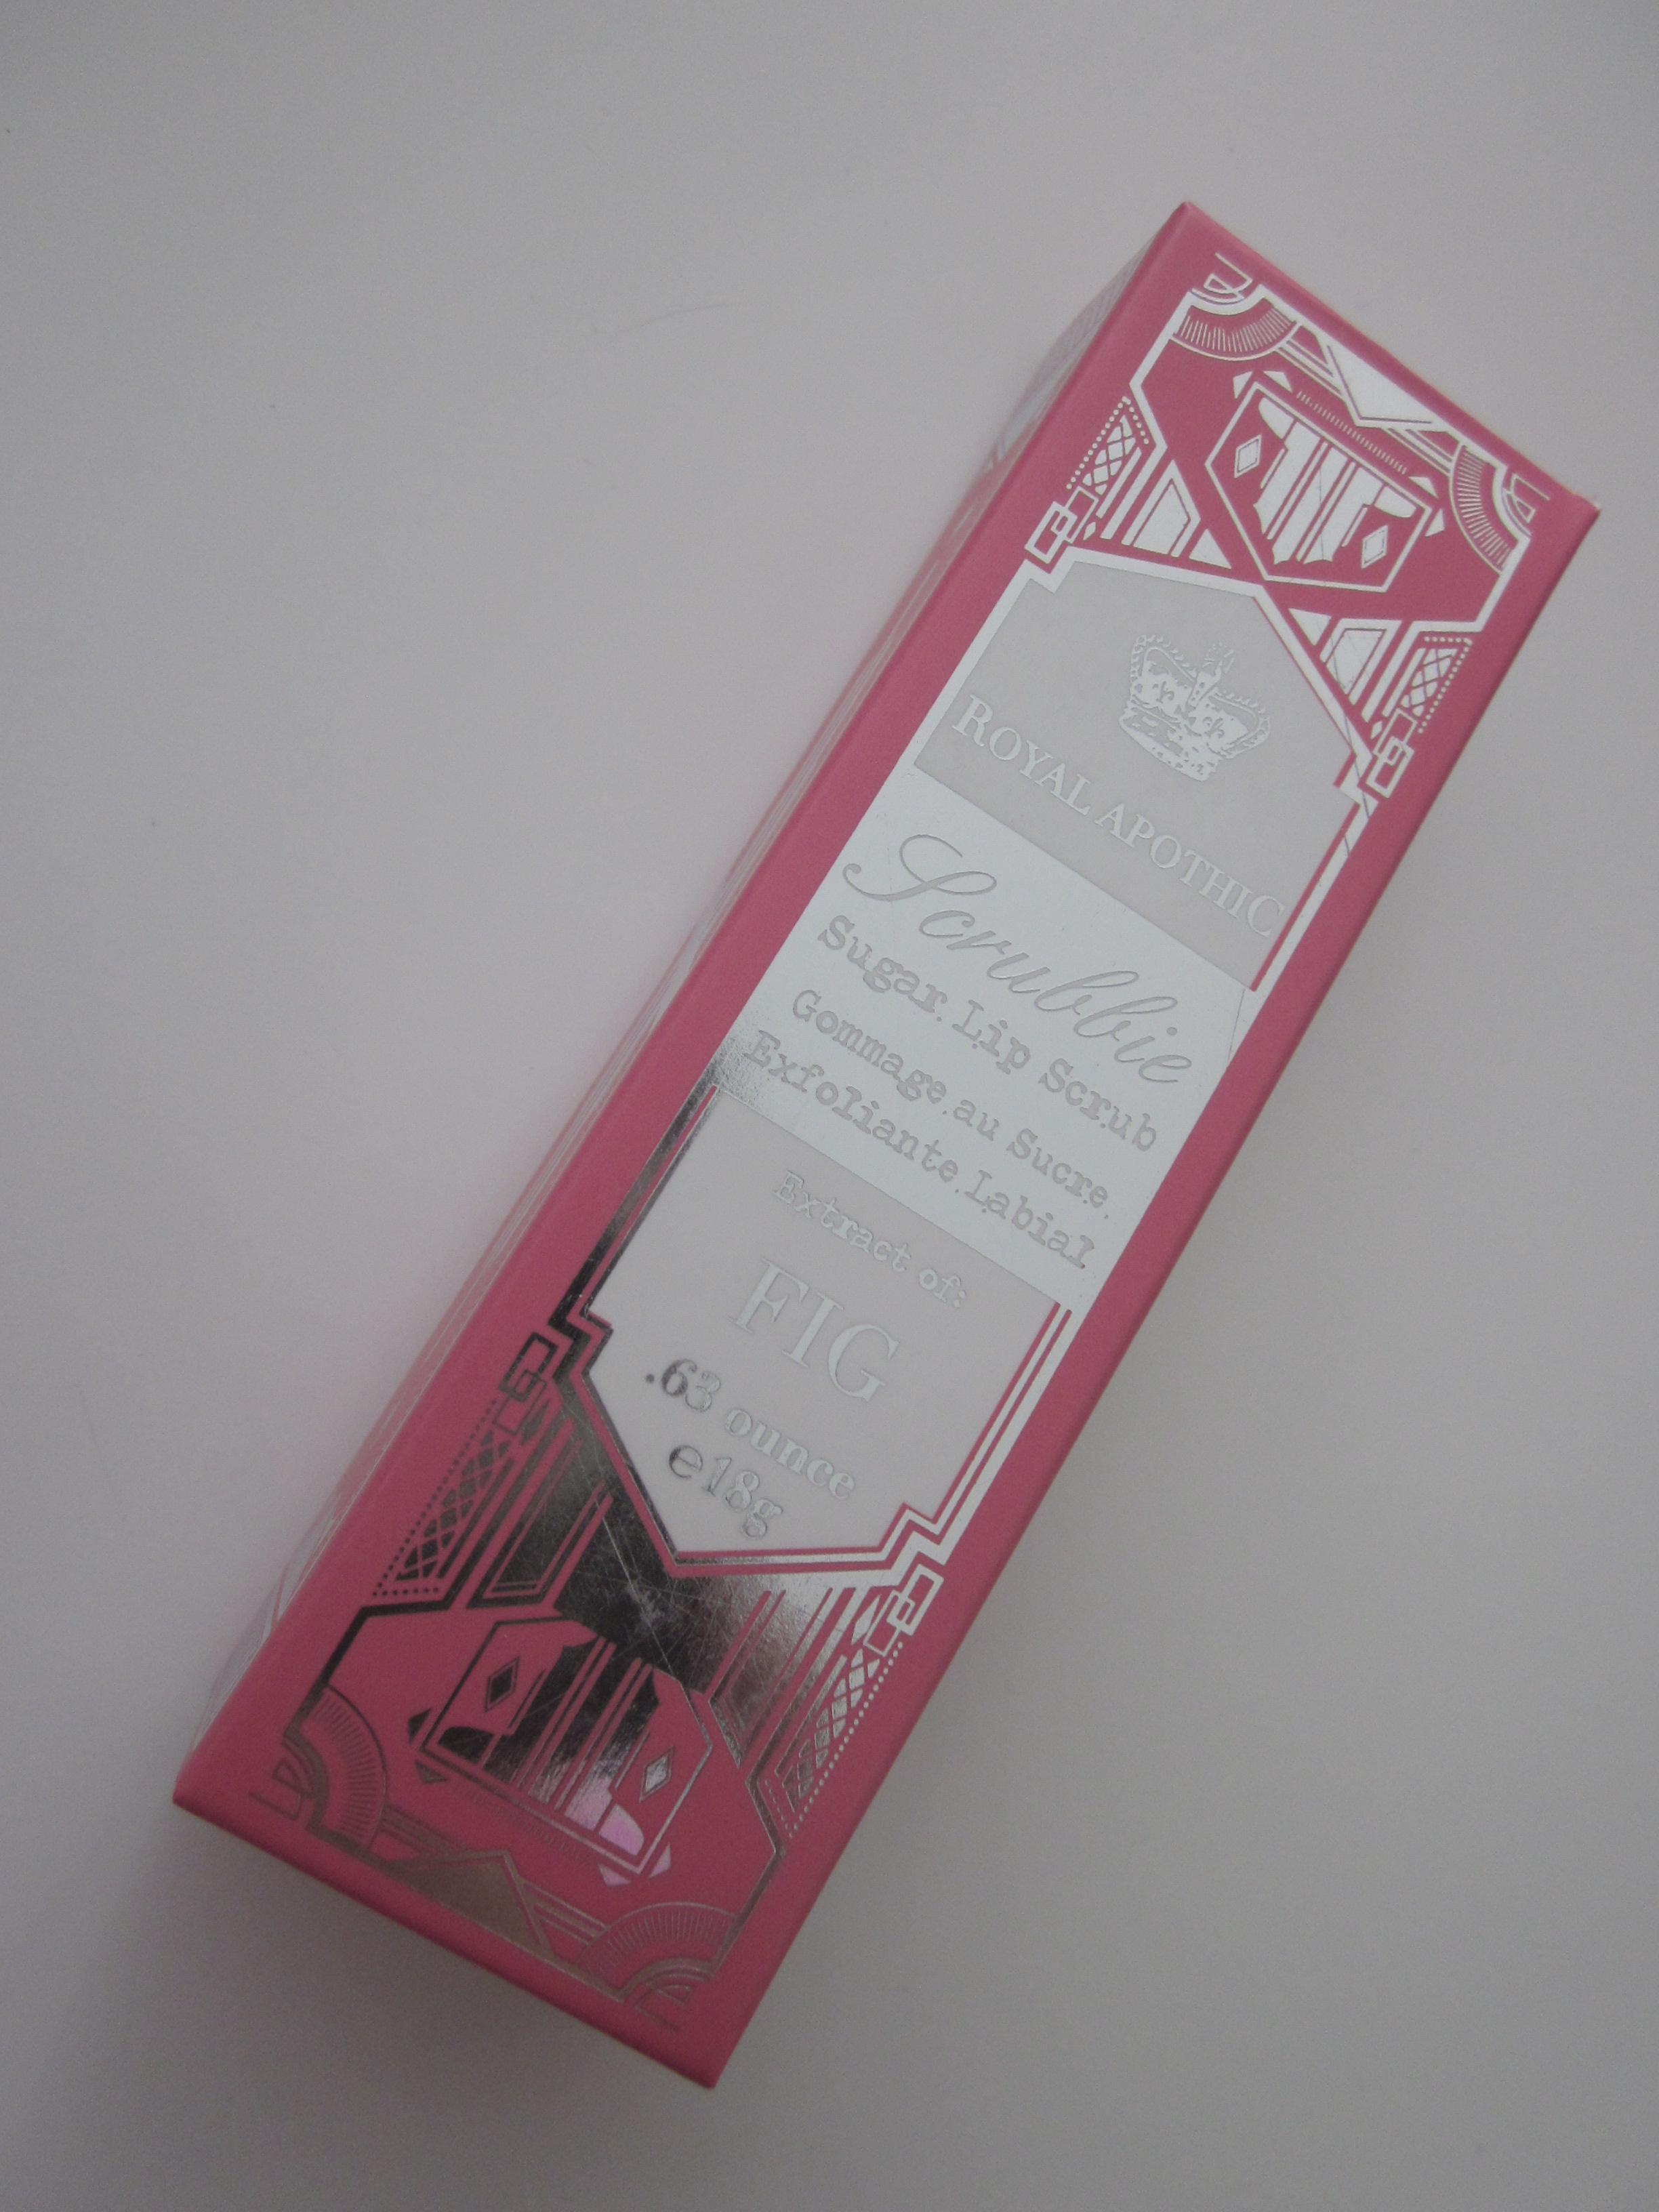 ROYAL APOTHIC
Scrubbie
Sugar Lip Scrub
Gommage au Sucre
Exfoliante Labial
Extract of:
FIG
.63 ounce
℮18g